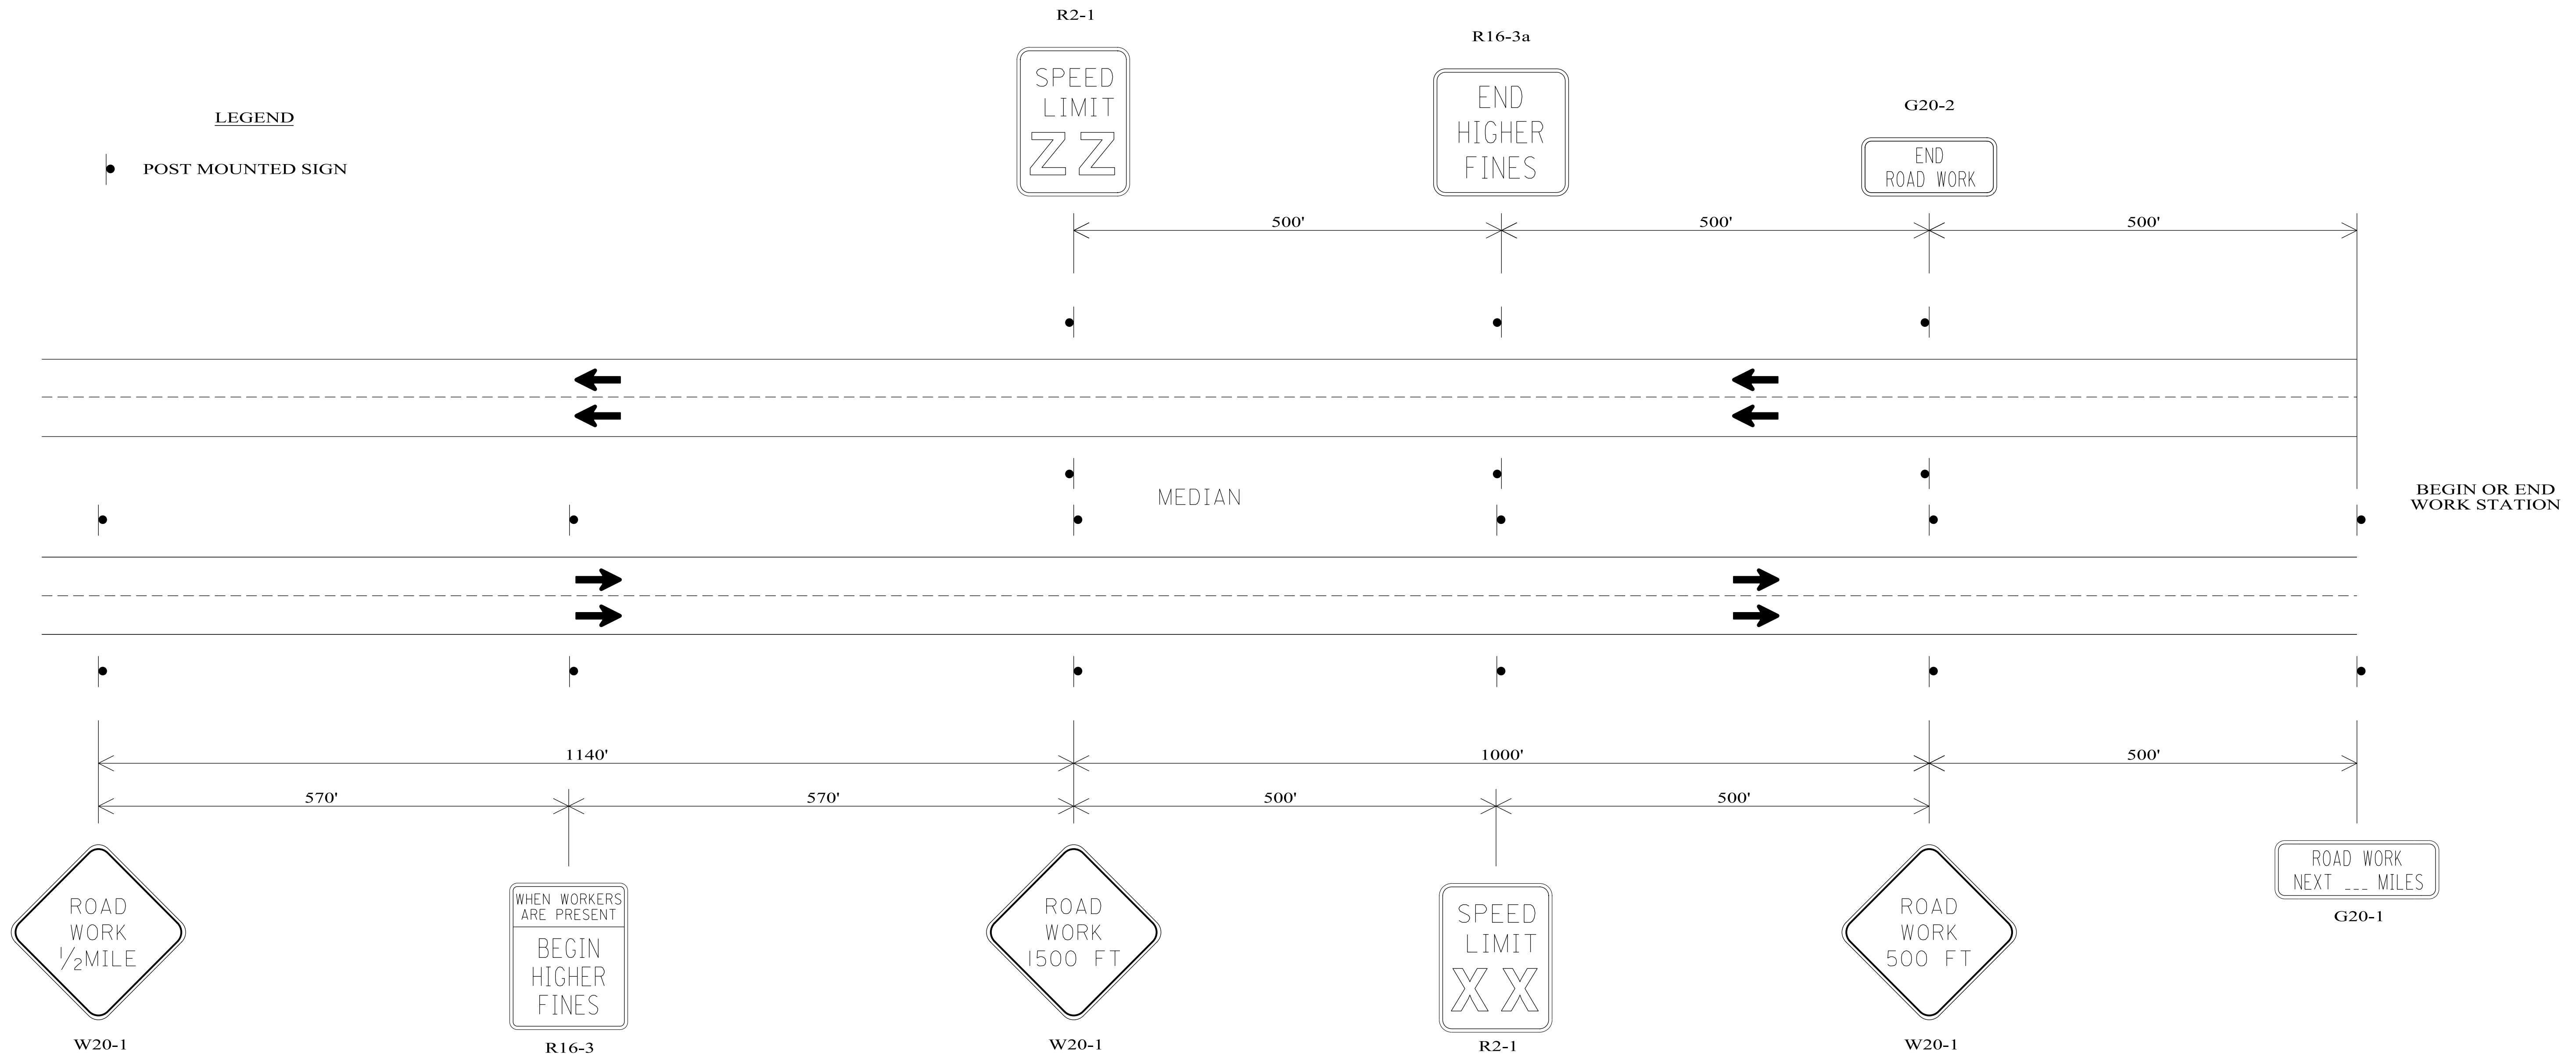 R2-1
R16-3a
SPEED
LIMIT
ZZ
END
HIGHER
FINES
G20-2
LEGEND
END
ROAD WORK
POST MOUNTED SIGN
500'
500'
500'
MEDIAN
BEGIN OR END
WORK STATION
1140'
1000'
500'
570'
570'
500'
500'
ROAD
WORK
1/2 MILE
W20-1
WHEN WORKERS
ARE PRESENT
BEGIN
HIGHER
FINES
R16-3
ROAD
WORK
1500 FT
W20-1
SPEED
LIMIT
XX
R2-1
ROAD
WORK
500 FT
W20-1
ROAD WORK
NEXT ___ MILES
G20-1